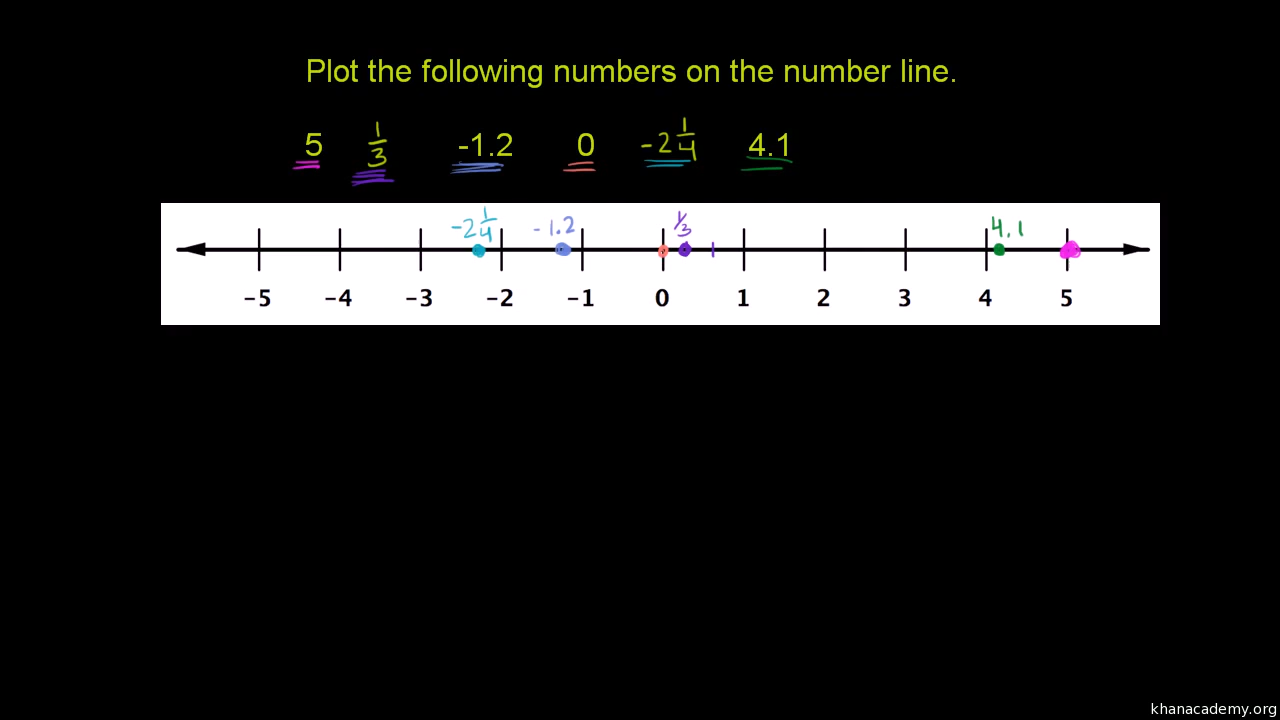 Plot the following numbers on the number line.
5 1/3 -1.2 0 -2 1/4 4.1
-2 1/4 -1.2 1/3 4.1
-5 -4 -3 -2 -1 0 1 2 3 4 5
khanacademy.org